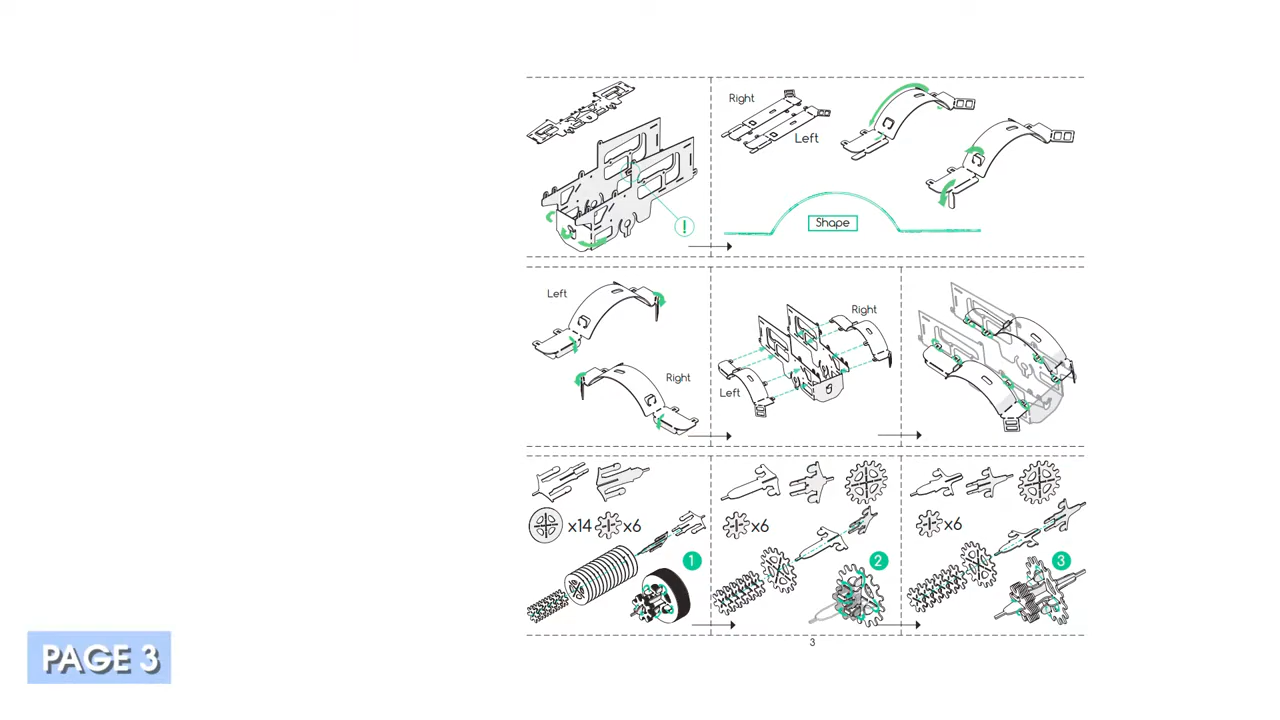 Right
Left
!
Shape
Left
Right
Right
Left
x14 x6
1
x6
2
x6
3
3
PAGE 3